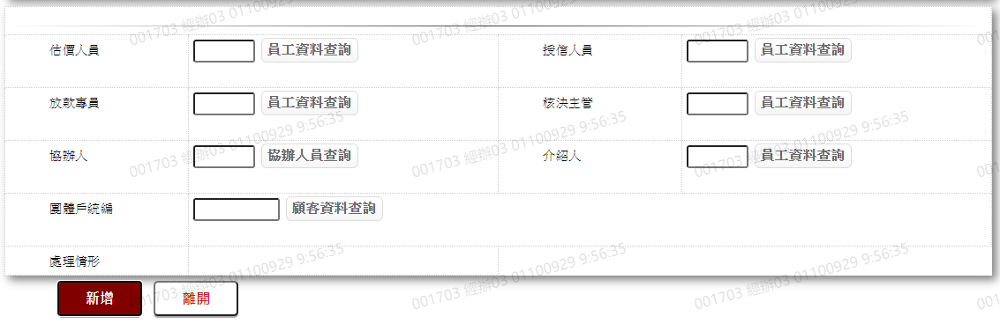 估價人員 員工資料查詢 授信人員 員工資料查詢
放款專員 員工資料查詢 核決主管 員工資料查詢
協辦人 協辦人員查詢 介紹人 員工資料查詢
團體戶統編 顧客資料查詢
處理情形
新增 離開
001703 經辦03 01100929 9:56:35